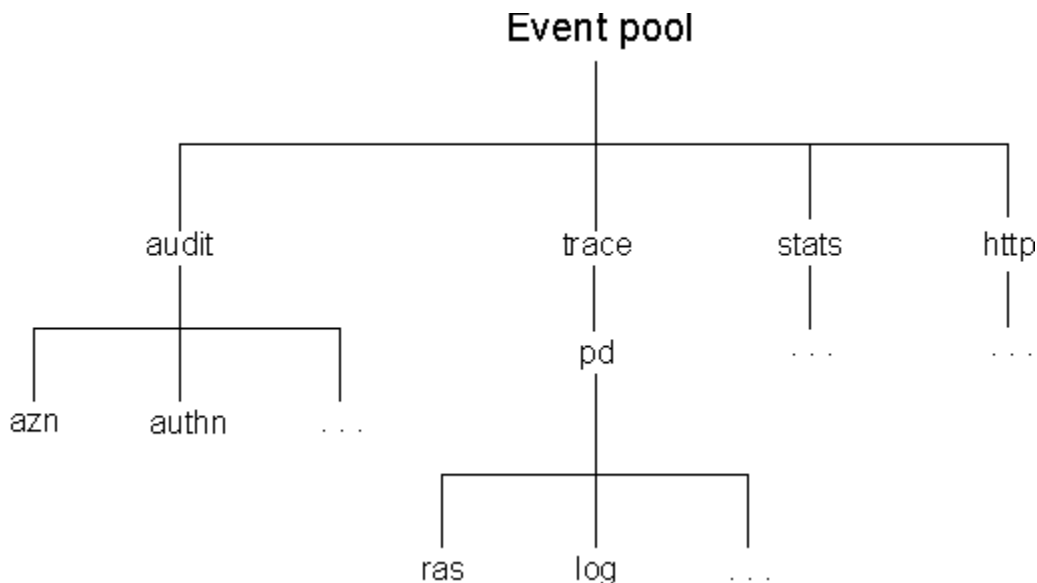 Event pool
audit trace stats http
pd . . . . . .
azn authn . . .
ras log . . .